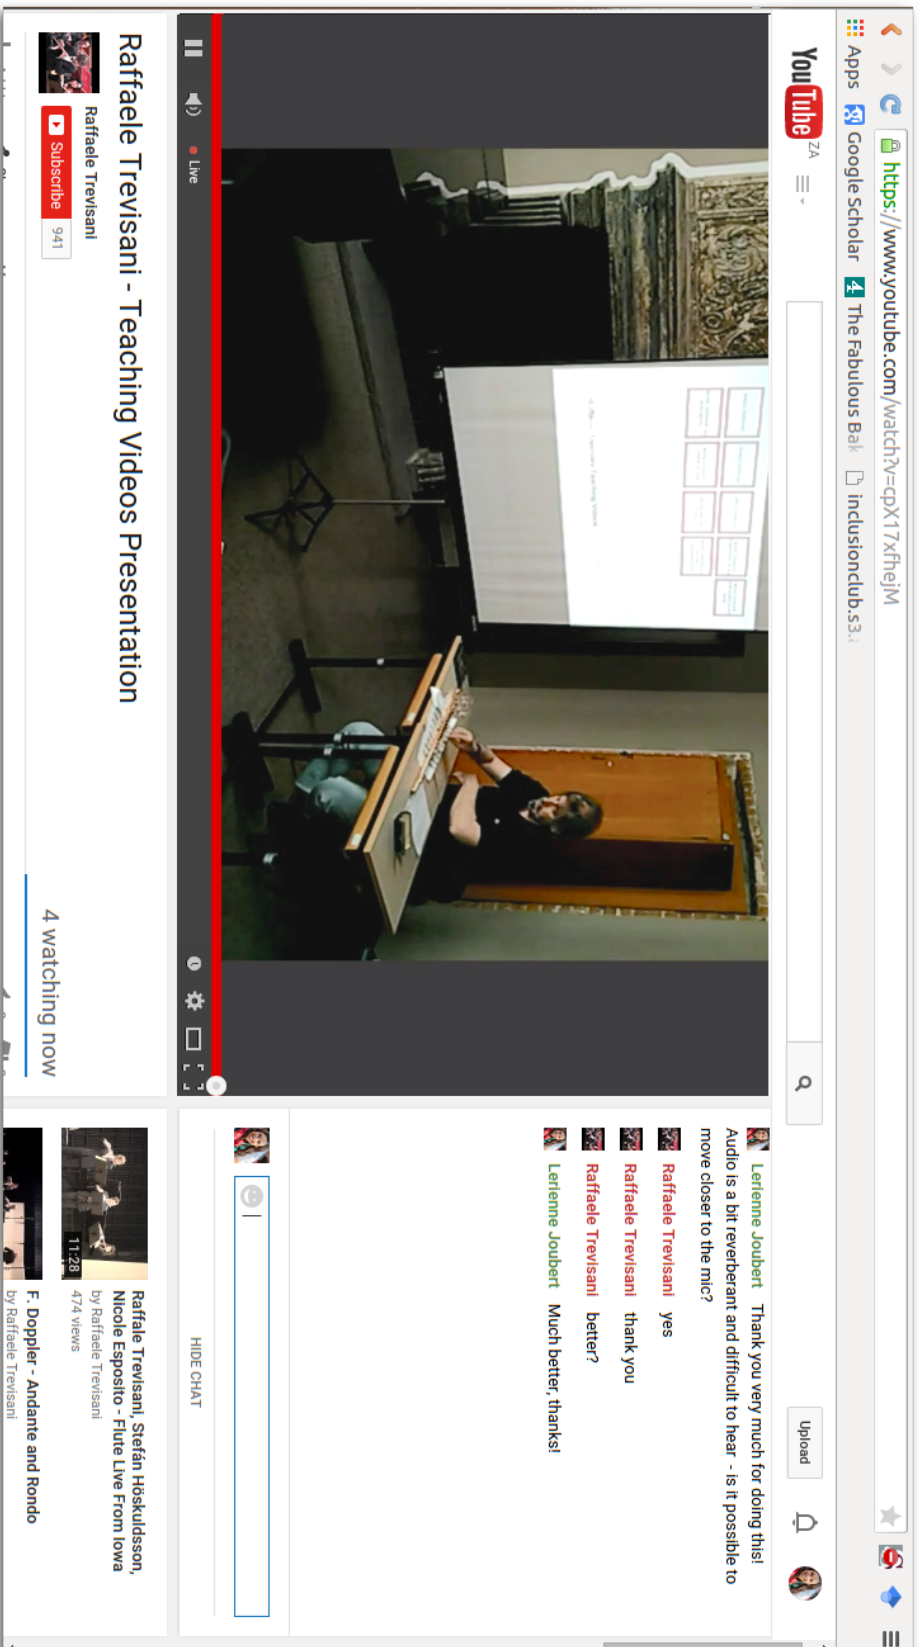 https://www.youtube.com/watch?v=cpX17xfhejM
Apps
Google Scholar
4 The Fabulous Bak
inclusionclub.s3.
YouTube ZA
Upload
Live
Raffaele Trevisani - Teaching Videos Presentation
Raffaele Trevisani
Subscribe 941
4 watching now
Lerienne Joubert Thank you very much for doing this!
Audio is a bit reverberant and difficult to hear - is it possible to
move closer to the mic?
Raffaele Trevisani yes
Raffaele Trevisani thank you
Raffaele Trevisani better?
Lerienne Joubert Much better, thanks!
HIDE CHAT
11:28
Raffale Trevisani, Stefán Höskuldsson,
Nicole Esposito - Flute Live From Iowa
by Raffaele Trevisani
474 views
F. Doppler - Andante and Rondo
by Raffaele Trevisani